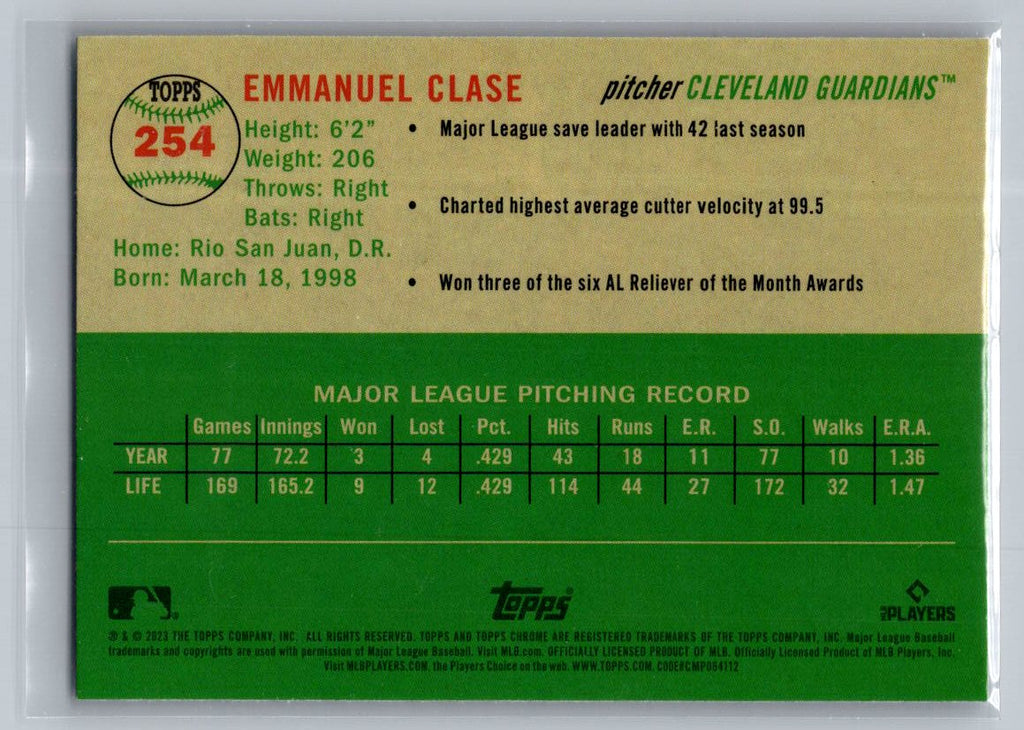 TOPPS
254
EMMANUEL CLASE
pitcher CLEVELAND GUARDIANS™
Height: 6'2"
Weight: 206
Throws: Right
Bats: Right
Home: Rio San Juan, D.R.
Born: March 18, 1998
• Major League save leader with 42 last season
• Charted highest average cutter velocity at 99.5
• Won three of the six AL Reliever of the Month Awards
MAJOR LEAGUE PITCHING RECORD
Games Innings Won Lost Pct. Hits Runs E.R. S.O. Walks E.R.A.
YEAR 77 72.2 3 4 .429 43 18 11 77 10 1.36
LIFE 169 165.2 9 12 .429 114 44 27 172 32 1.47
Topps®
MLB PLAYERS
® & © 2023 THE TOPPS COMPANY, INC. ALL RIGHTS RESERVED. TOPPS AND TOPPS CHROME ARE REGISTERED TRADEMARKS OF THE TOPPS COMPANY, INC. Major League Baseball
trademarks and copyrights are used with permission of Major League Baseball. Visit MLB.com. OFFICIALLY LICENSED PRODUCT OF MLB Players, Inc.
Visit MLBPLAYERS.COM, the Players Choice on the web. WWW.TOPPS.COM. CODE#CMP084112